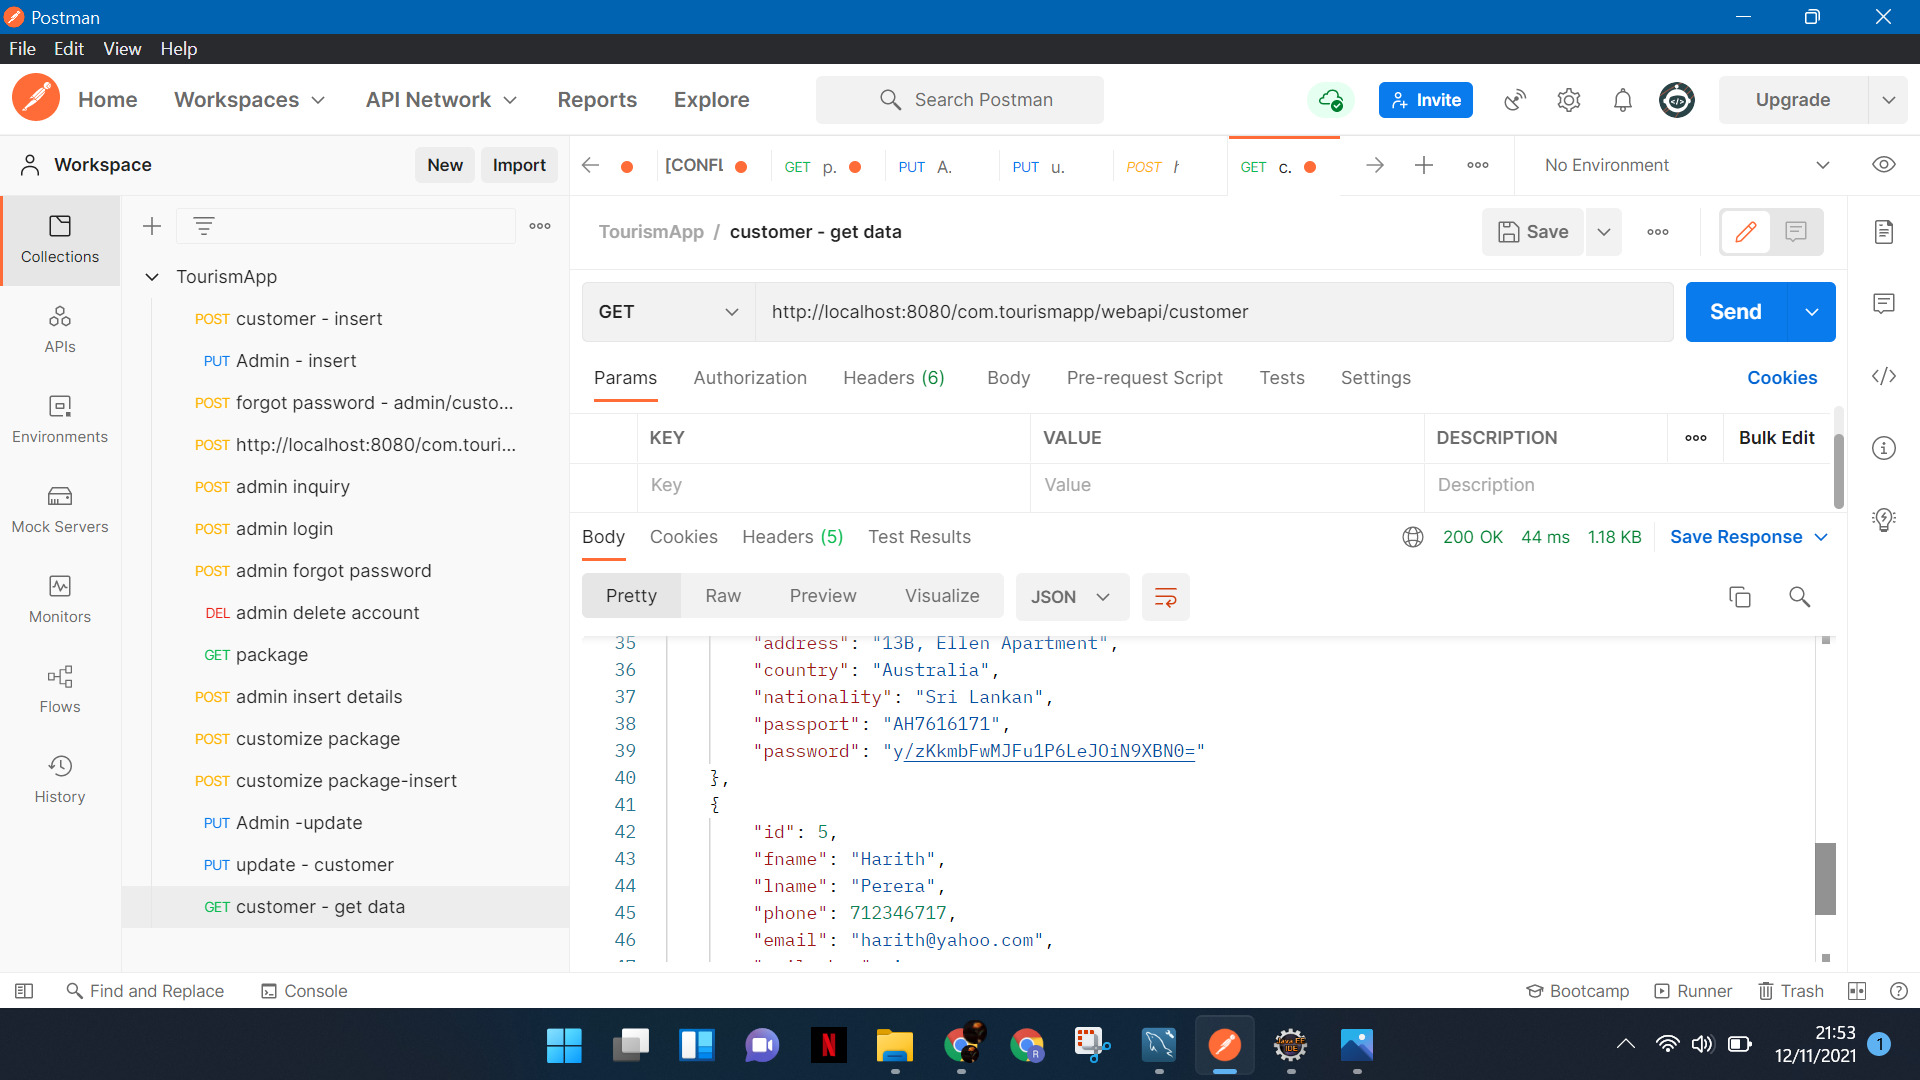 Postman
File Edit View Help
Home Workspaces API Network Reports Explore Search Postman Invite Upgrade
Workspace New Import [CONFL GET p. PUT A. PUT u. POST GET c. No Environment
Collections
APIs
Environments
Mock Servers
Monitors
Flows
History
TourismApp
POST customer - insert
PUT Admin - insert
POST forgot password - admin/custo...
POST http://localhost:8080/com.touri...
POST admin inquiry
POST admin login
POST admin forgot password
DEL admin delete account
GET package
POST admin insert details
POST customize package
POST customize package-insert
PUT Admin -update
PUT update - customer
GET customer - get data
TourismApp / customer - get data Save
GET http://localhost:8080/com.tourismapp/webapi/customer Send
Params Authorization Headers (6) Body Pre-request Script Tests Settings Cookies
KEY VALUE DESCRIPTION Bulk Edit
Key Value Description
Body Cookies Headers (5) Test Results 200 OK 44 ms 1.18 KB Save Response
Pretty Raw Preview Visualize JSON
35 "address": "13B, Ellen Apartment",
36 "country": "Australia",
37 "nationality": "Sri Lankan",
38 "passport": "AH7616171",
39 "password": "y/zKkmbFwMJFu1P6LeJOiN9XBN0="
40 },
41 {
42 "id": 5,
43 "fname": "Harith",
44 "lname": "Perera",
45 "phone": 712346717,
46 "email": "harith@yahoo.com",
Find and Replace Console Bootcamp Runner Trash
21:53
12/11/2021 1